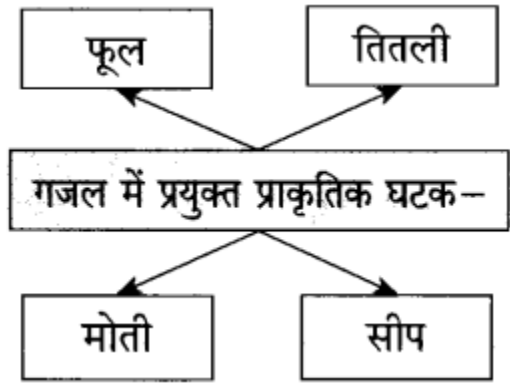 फूल
तितली
गजल में प्रयुक्त प्राकृतिक घटक–
मोती
सीप